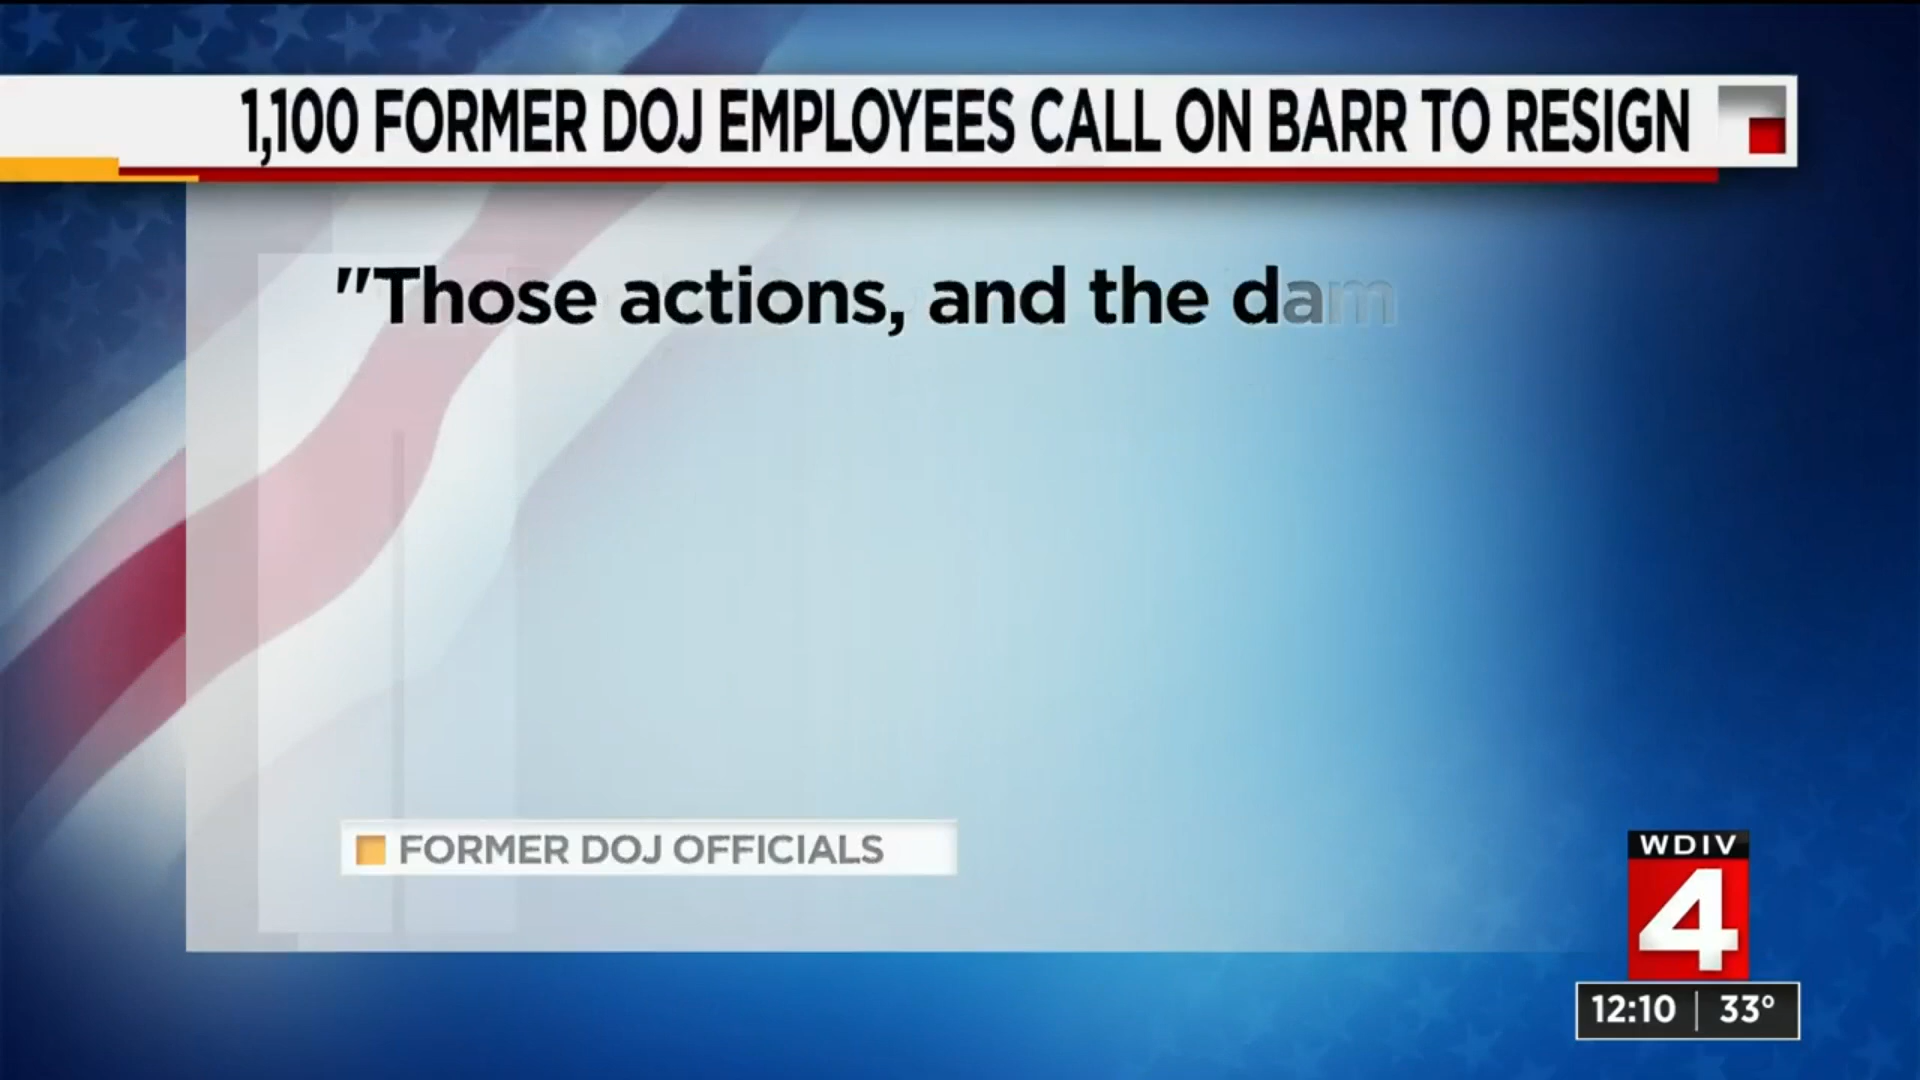 1,100 FORMER DOJ EMPLOYEES CALL ON BARR TO RESIGN
"Those actions, and the dam
FORMER DOJ OFFICIALS
WDIV
4
12:10 | 33°